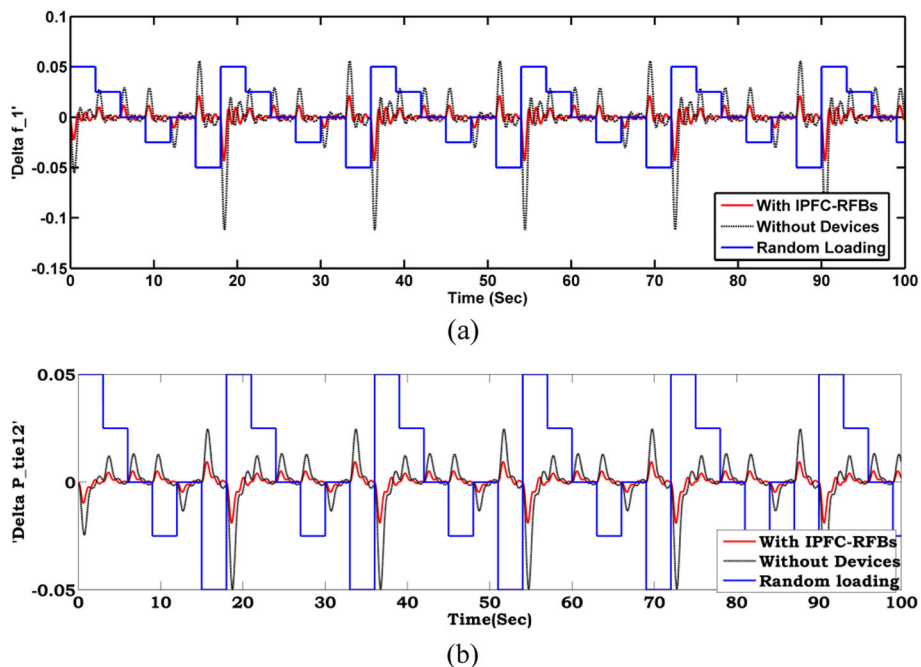 0.1
0.05
0
-0.05
-0.1
-0.15
'Delta f_1'
With IPFC-RFBs
Without Devices
Random Loading
0 10 20 30 40 50 60 70 80 90 100
Time (Sec)
(a)
0.05
0
-0.05
'Delta P_tie12'
With IPFC-RFBs
Without Devices
Random loading
0 10 20 30 40 50 60 70 80 90 100
Time(Sec)
(b)